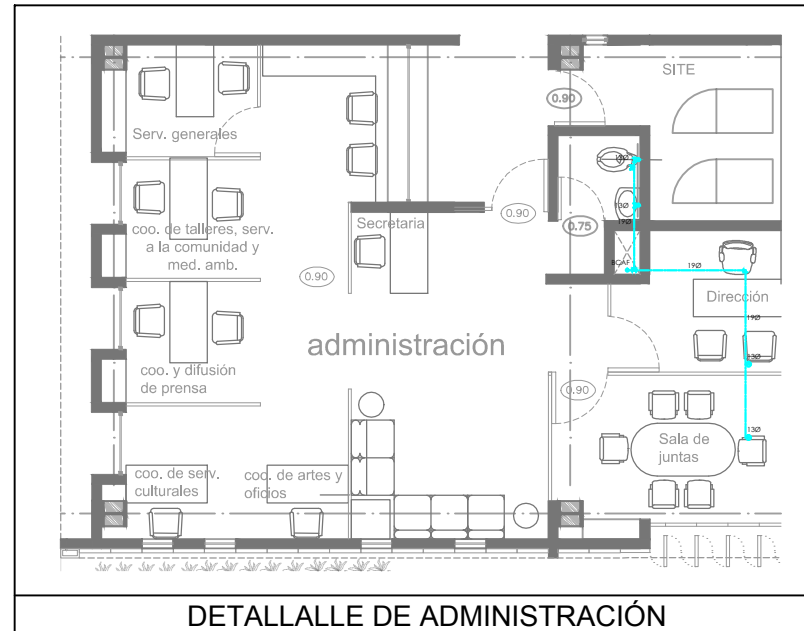 SITE
0.90
Serv. generales
19Ø
13Ø
19Ø
0.90
Secretaria
0.75
coo. de talleres, serv.
a la comunidad y
med. amb.
0.90
BCAF
19Ø
Dirección
19Ø
administración
coo. y difusión
de prensa
13Ø
0.90
13Ø
Sala de
juntas
coo. de serv.
culturales
coo. de artes y
oficios
DETALLALLE DE ADMINISTRACIÓN